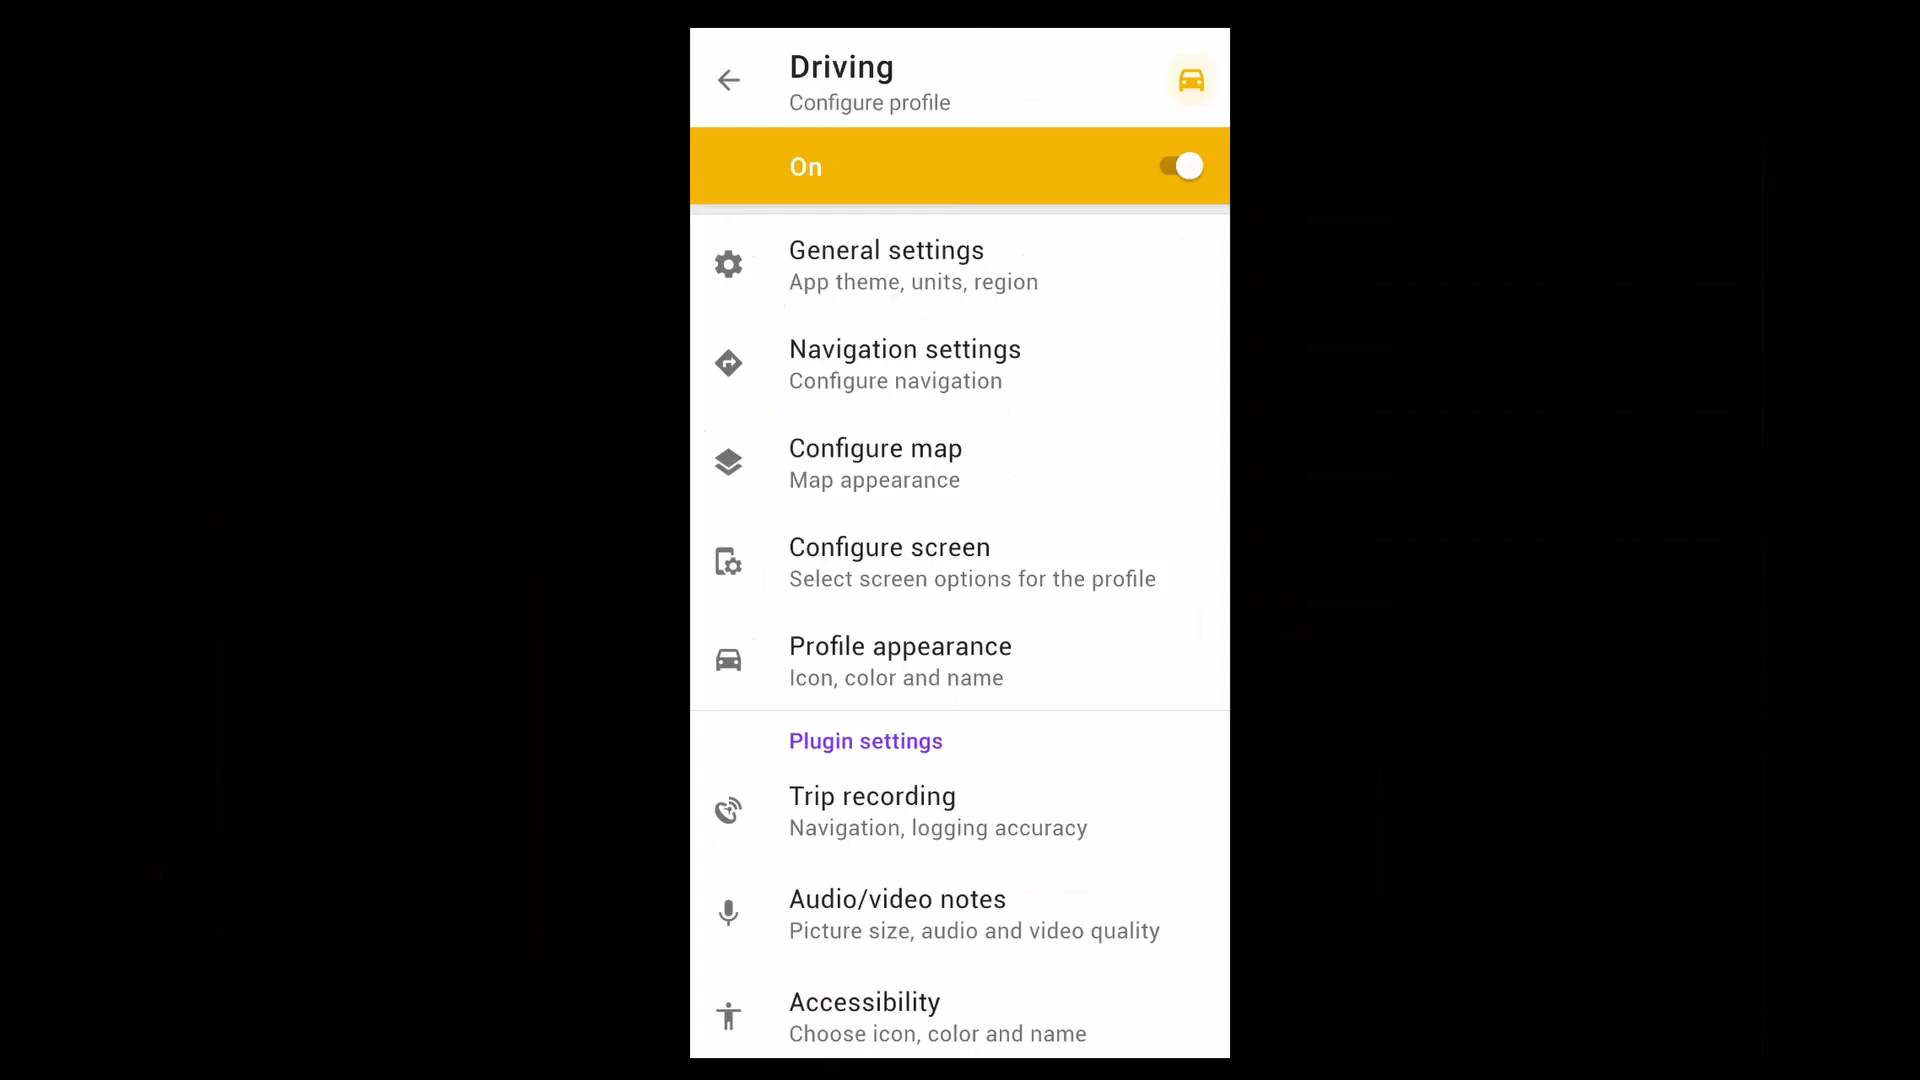 Driving
Configure profile
On
General settings
App theme, units, region
Navigation settings
Configure navigation
Configure map
Map appearance
Configure screen
Select screen options for the profile
Profile appearance
Icon, color and name
Plugin settings
Trip recording
Navigation, logging accuracy
Audio/video notes
Picture size, audio and video quality
Accessibility
Choose icon, color and name